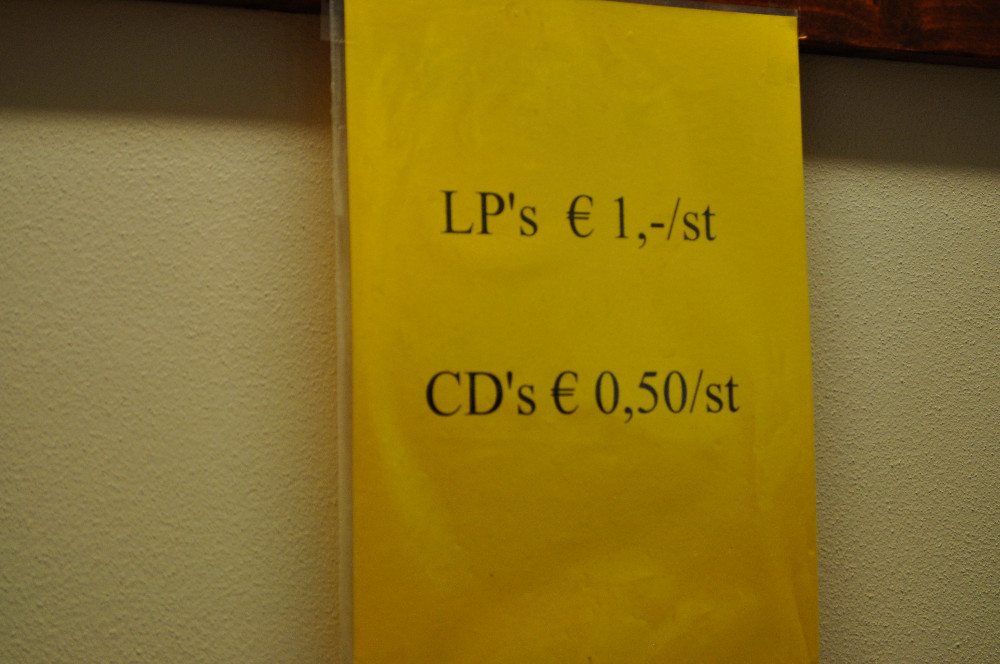 LP's € 1,-/st
CD's € 0,50/st